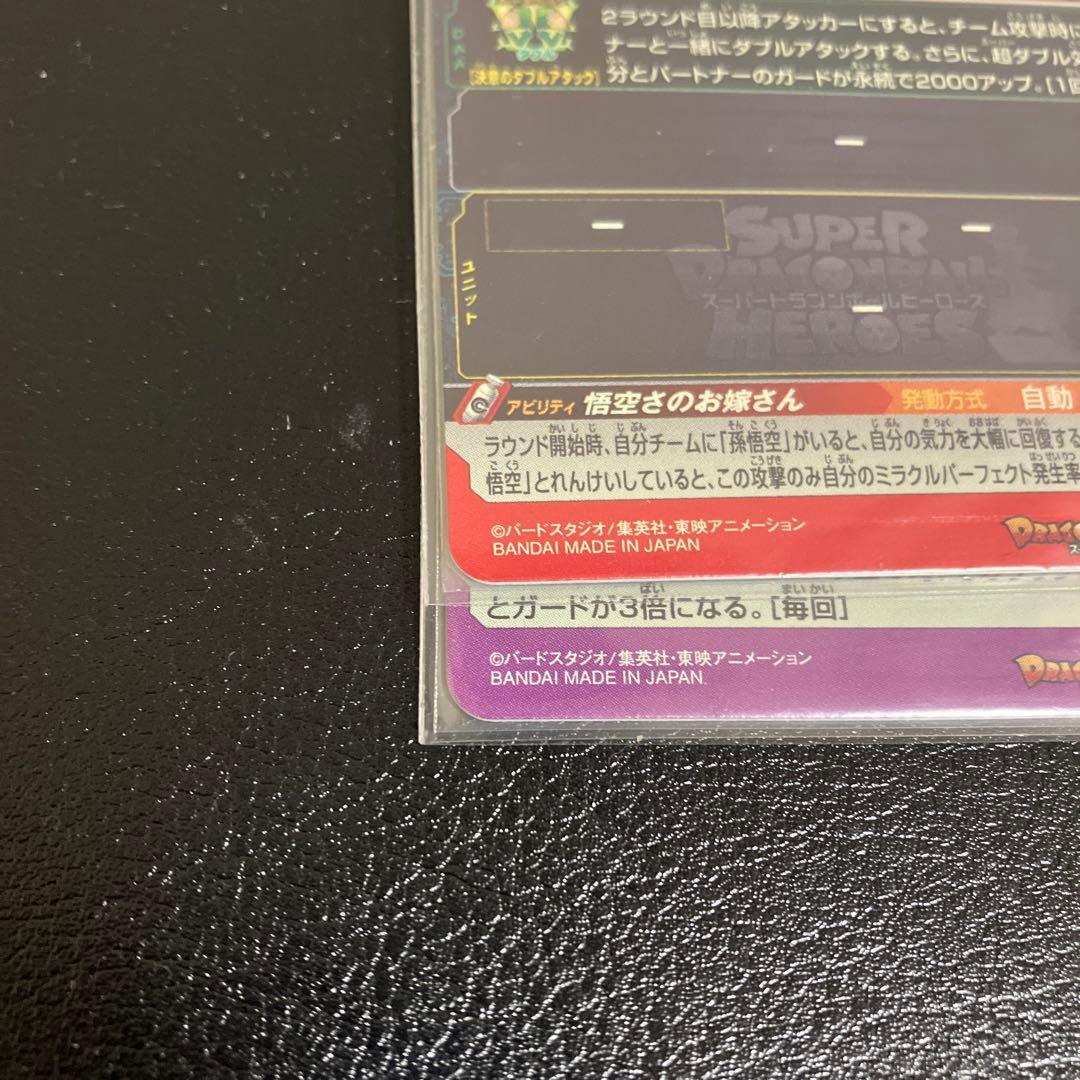 2ラウンド目以降アタッカーにすると、チーム攻撃時に
ナーと一緒にダブルアタックする。さらに、超ダブル
[決意のダブルアタック]
分とパートナーのガードが永続で2000アップ。[1回
SUPER
DRAGONBALL
スーパードラゴンボールヒーローズ
HEROES
ユニット
アビリティ 悟空さのお嫁さん 発動方式 自動
ラウンド開始時、自分チームに「孫悟空」がいると、自分の気力を大幅に回復する
悟空」とれんけいしていると、この攻撃のみ自分のミラクルパーフェクト発生率
©バードスタジオ/集英社・東映アニメーション
BANDAI MADE IN JAPAN
とガードが3倍になる。[毎回]
©バードスタジオ/集英社・東映アニメーション
BANDAI MADE IN JAPAN